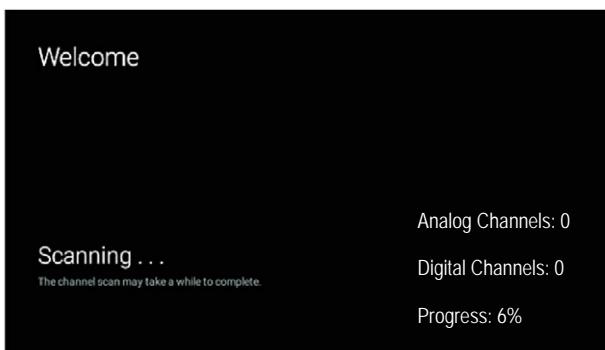 Welcome
Scanning . . .
The channel scan may take a while to complete.
Analog Channels: 0
Digital Channels: 0
Progress: 6%